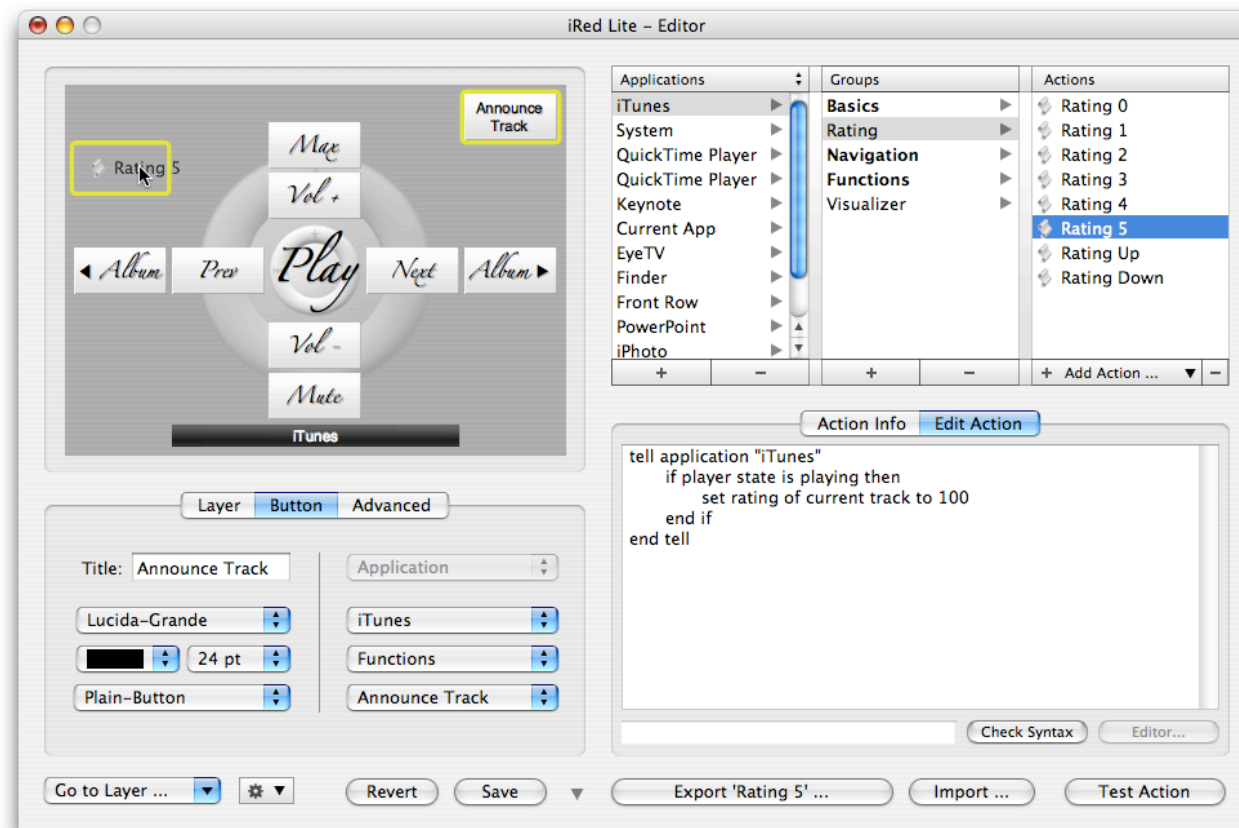 iRed Lite – Editor
Announce
Track
Rating 5
Max
Vol +
◀ Album
Prev
Play
Next
Album ▶
Vol -
Mute
iTunes
Applications
iTunes
System
QuickTime Player
QuickTime Player
Keynote
Current App
EyeTV
Finder
Front Row
PowerPoint
iPhoto
+ −
Groups
Basics
Rating
Navigation
Functions
Visualizer
+ −
Actions
Rating 0
Rating 1
Rating 2
Rating 3
Rating 4
Rating 5
Rating Up
Rating Down
+ Add Action ... ▼ −
Layer Button Advanced
Title: Announce Track
Lucida-Grande
24 pt
Plain-Button
Application
iTunes
Functions
Announce Track
Action Info Edit Action
tell application "iTunes"
if player state is playing then
set rating of current track to 100
end if
end tell
Check Syntax Editor...
Go to Layer ... Revert Save Export 'Rating 5' ... Import ... Test Action